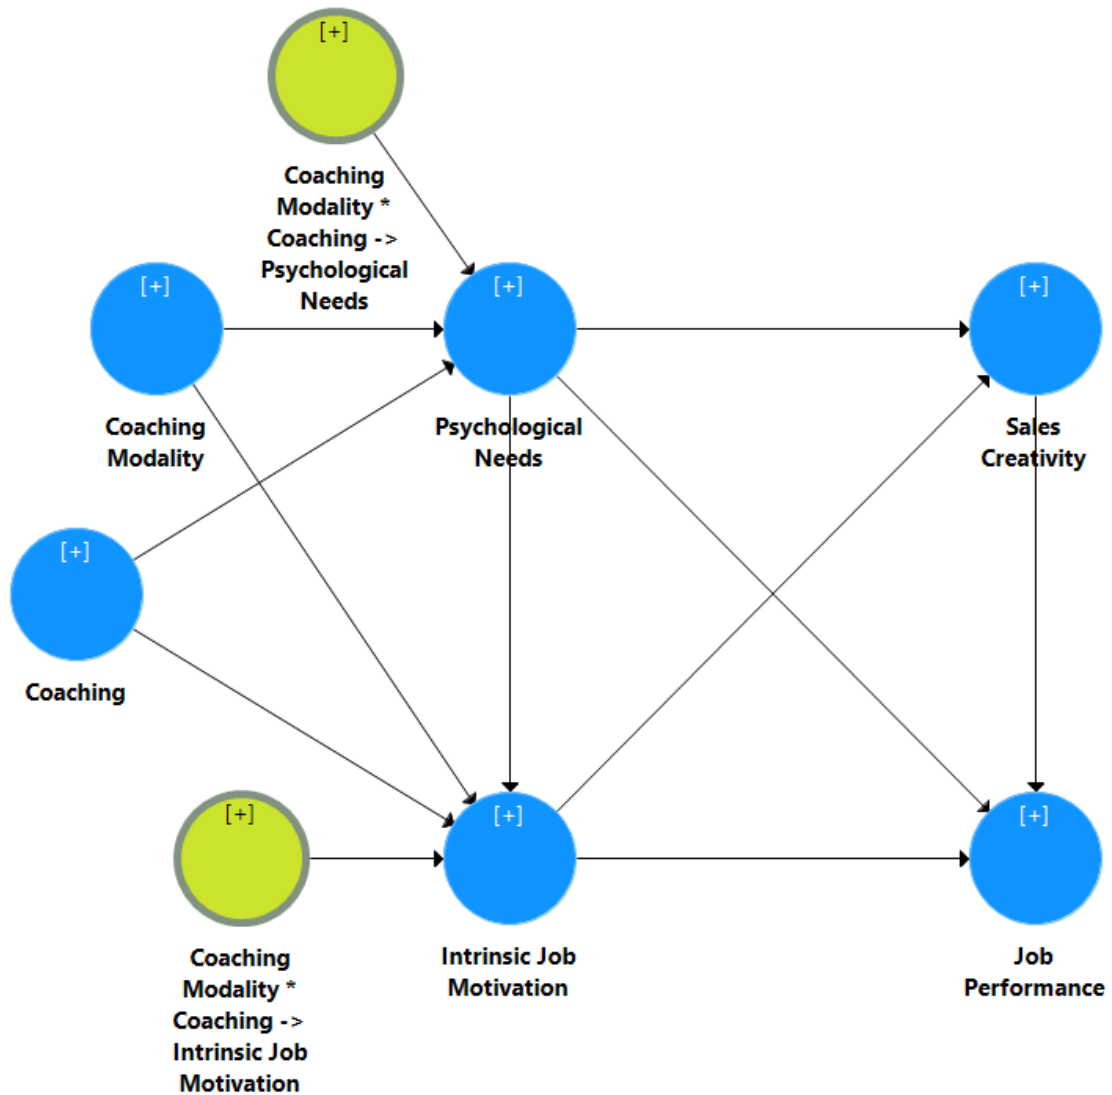 [+]
Coaching
Modality *
Coaching ->
Psychological
Needs
[+]
Coaching
Modality
[+]
Psychological
Needs
[+]
Sales
Creativity
[+]
Coaching
[+]
Coaching
Modality *
Coaching ->
Intrinsic Job
Motivation
[+]
Intrinsic Job
Motivation
[+]
Job
Performance